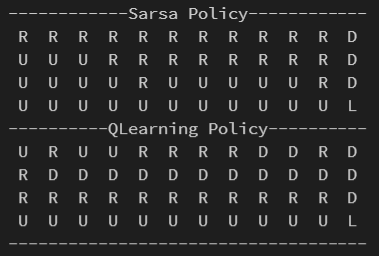 ------------Sarsa Policy------------
R R R R R R R R R R R D
U U U R R R R R R R R D
U U U U R U U U U U R D
U U U U U U U U U U U L
----------QLearning Policy----------
U R U U R R R R D D R D
R D D D D D D D D D D D
R R R R R R R R R R R D
U U U U U U U U U U U L
------------------------------------